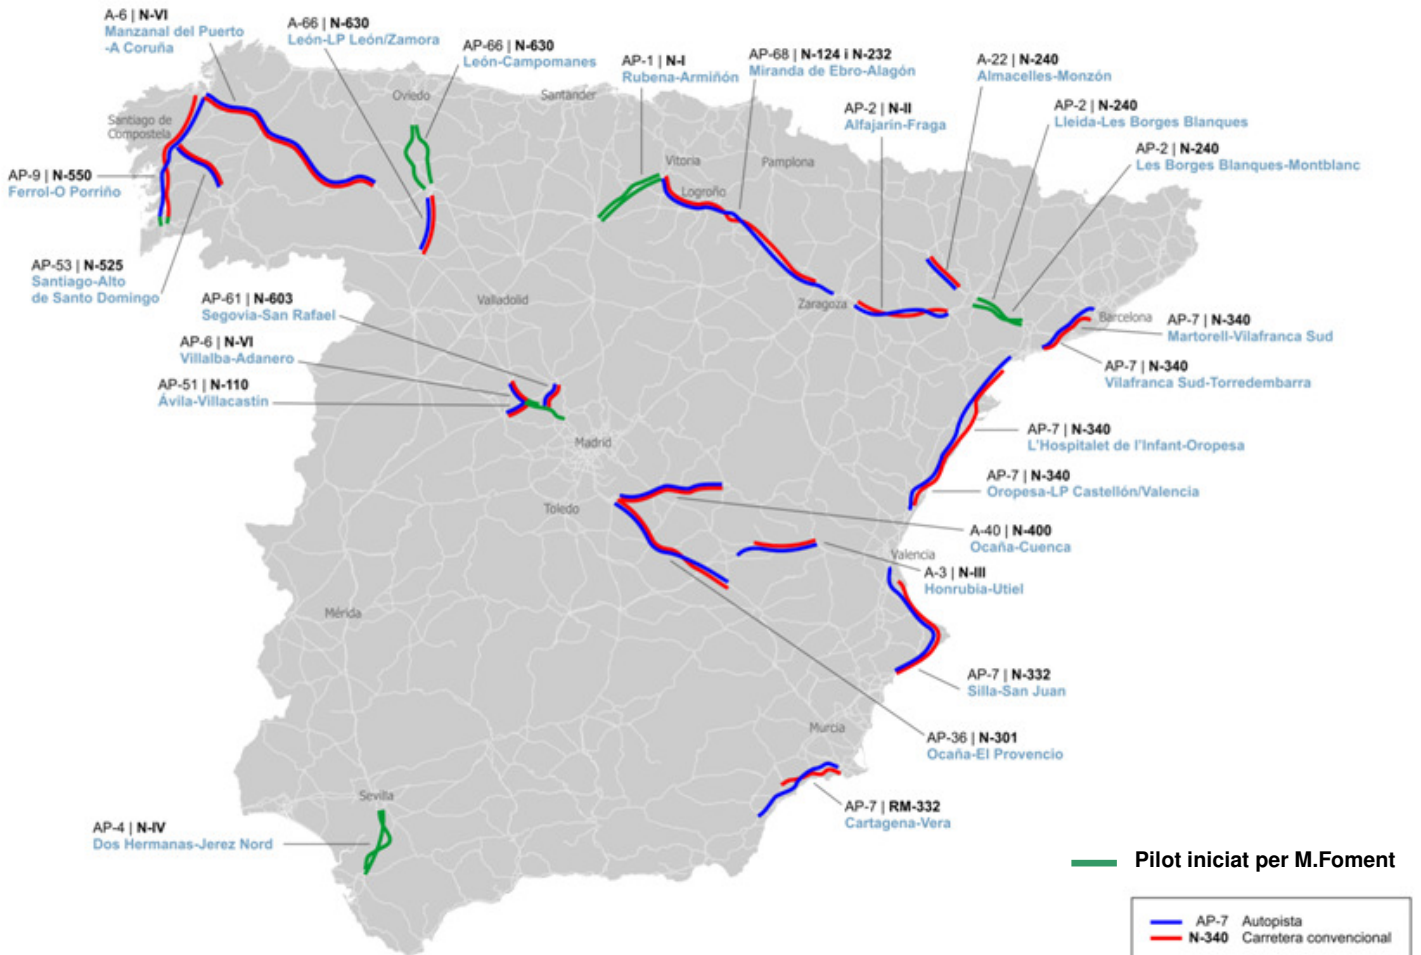 A-6 | N-VI
Manzanal del Puerto
-A Coruña
A-66 | N-630
León-LP León/Zamora
AP-66 | N-630
León-Campomanes
AP-1 | N-I
Rubena-Armiñón
AP-68 | N-124 i N-232
Miranda de Ebro-Alagón
A-22 | N-240
Almacelles-Monzón
AP-2 | N-II
Alfajarin-Fraga
AP-2 | N-240
Lleida-Les Borges Blanques
AP-2 | N-240
Les Borges Blanques-Montblanc
Oviedo
Santander
Santiago de
Compostela
Vitoria
Pamplona
Logroño
AP-9 | N-550
Ferrol-O Porriño
AP-53 | N-525
Santiago-Alto
de Santo Domingo
AP-61 | N-603
Segovia-San Rafael
Valladolid
Zaragoza
Barcelona
AP-7 | N-340
Martorell-Vilafranca Sud
AP-6 | N-VI
Villalba-Adanero
AP-7 | N-340
Vilafranca Sud-Torredembarra
AP-51 | N-110
Ávila-Villacastín
Madrid
AP-7 | N-340
L'Hospitalet de l'Infant-Oropesa
AP-7 | N-340
Oropesa-LP Castellón/Valencia
Toledo
A-40 | N-400
Ocaña-Cuenca
Valencia
A-3 | N-III
Honrubia-Utiel
Mérida
AP-7 | N-332
Silla-San Juan
Murcia
AP-36 | N-301
Ocaña-El Provencio
Sevilla
AP-7 | RM-332
Cartagena-Vera
AP-4 | N-IV
Dos Hermanas-Jerez Nord
Pilot iniciat per M.Foment
AP-7 Autopista
N-340 Carretera convencional